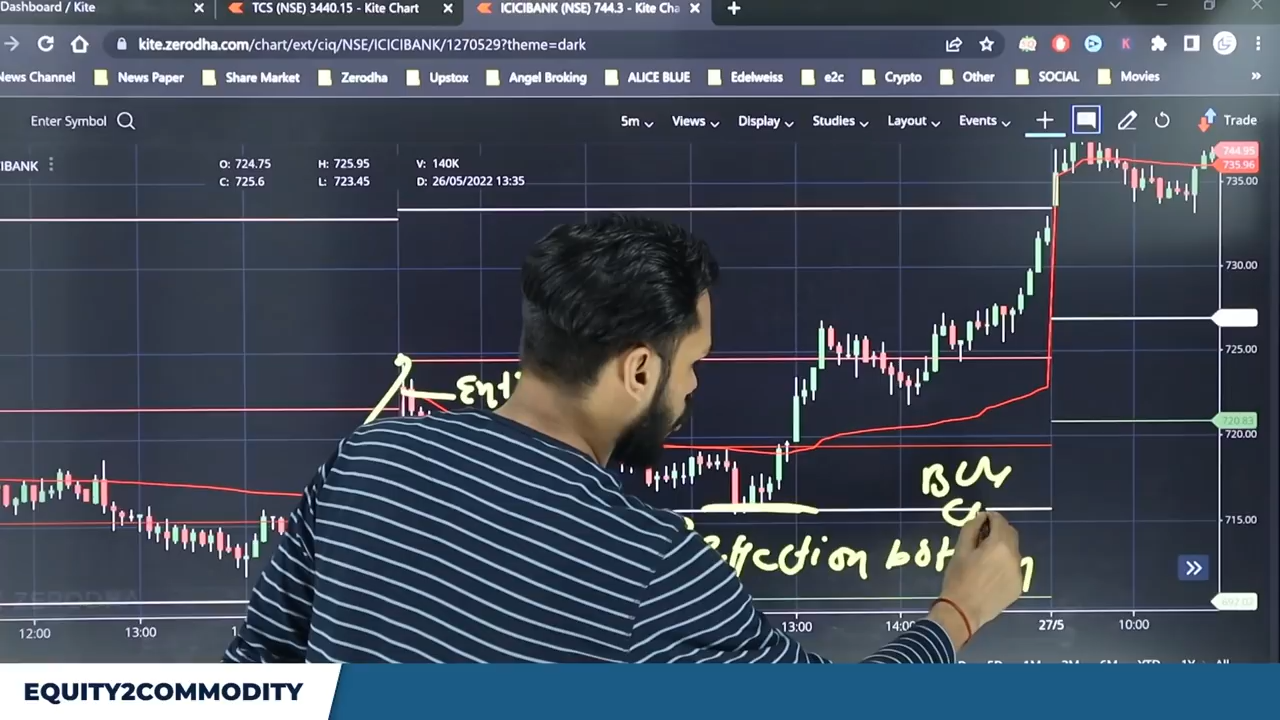 Dashboard / Kite
TCS (NSE) 3440.15 - Kite Chart
ICICIBANK (NSE) 744.3 - Kite Cha
kite.zerodha.com/chart/ext/ciq/NSE/ICICIBANK/1270529?theme=dark
News Channel News Paper Share Market Zerodha Upstox Angel Broking ALICE BLUE Edelweiss e2c Crypto Other SOCIAL Movies »
Enter Symbol 5m Views Display Studies Layout Events Trade
IBANK O: 724.75 H: 725.95 V: 140K
C: 725.6 L: 723.45 D: 26/05/2022 13:35
744.95
735.96
735.00
730.00
725.00
Ent
720.83
720.00
715.00
bot
ZERODHA
692.03
12:00 13:00 13:00 14:00 27/5 10:00
EQUITY2COMMODITY